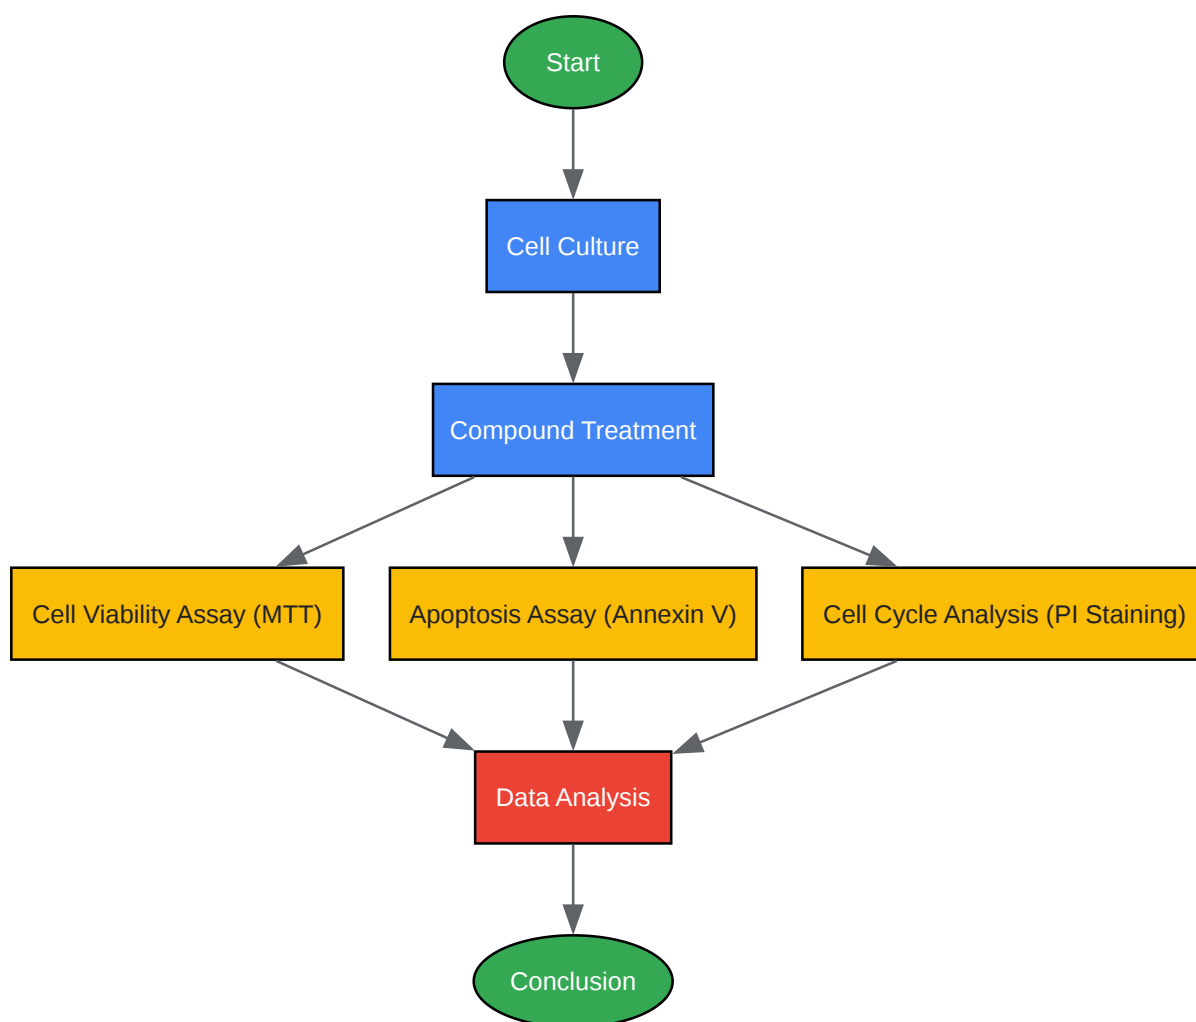 Start
Cell Culture
Compound Treatment
Cell Viability Assay (MTT)
Apoptosis Assay (Annexin V)
Cell Cycle Analysis (PI Staining)
Data Analysis
Conclusion